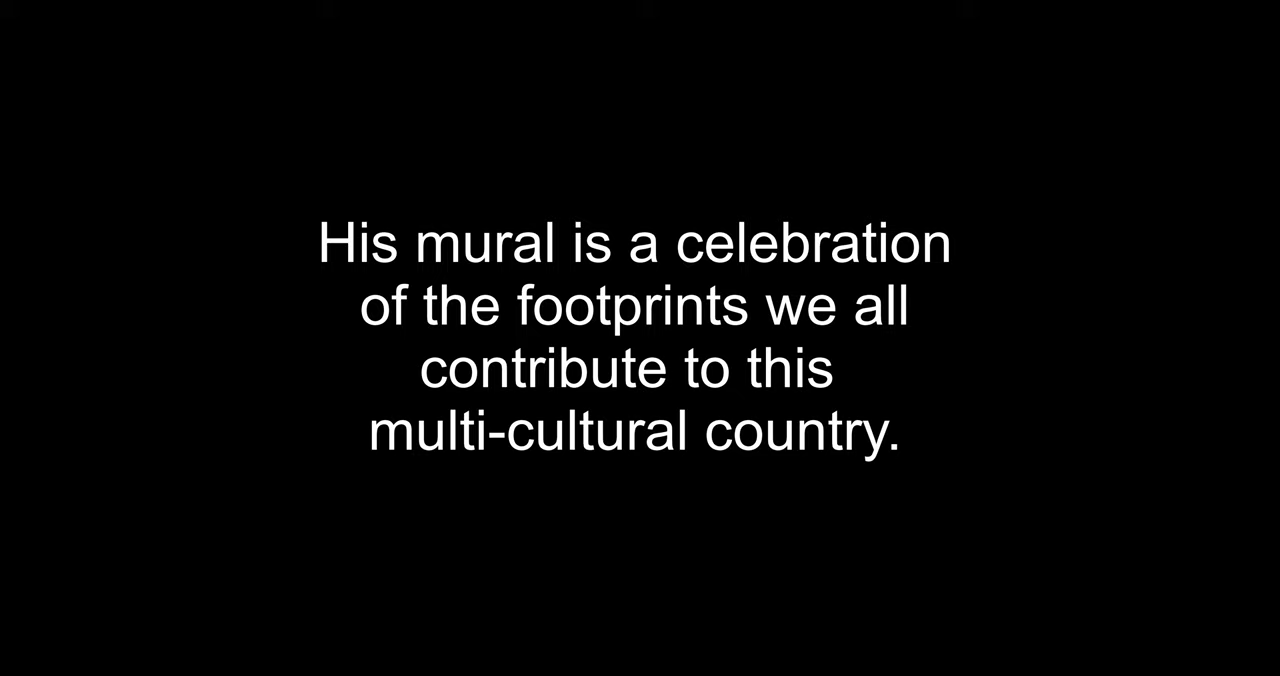 His mural is a celebration
of the footprints we all
contribute to this
multi-cultural country.